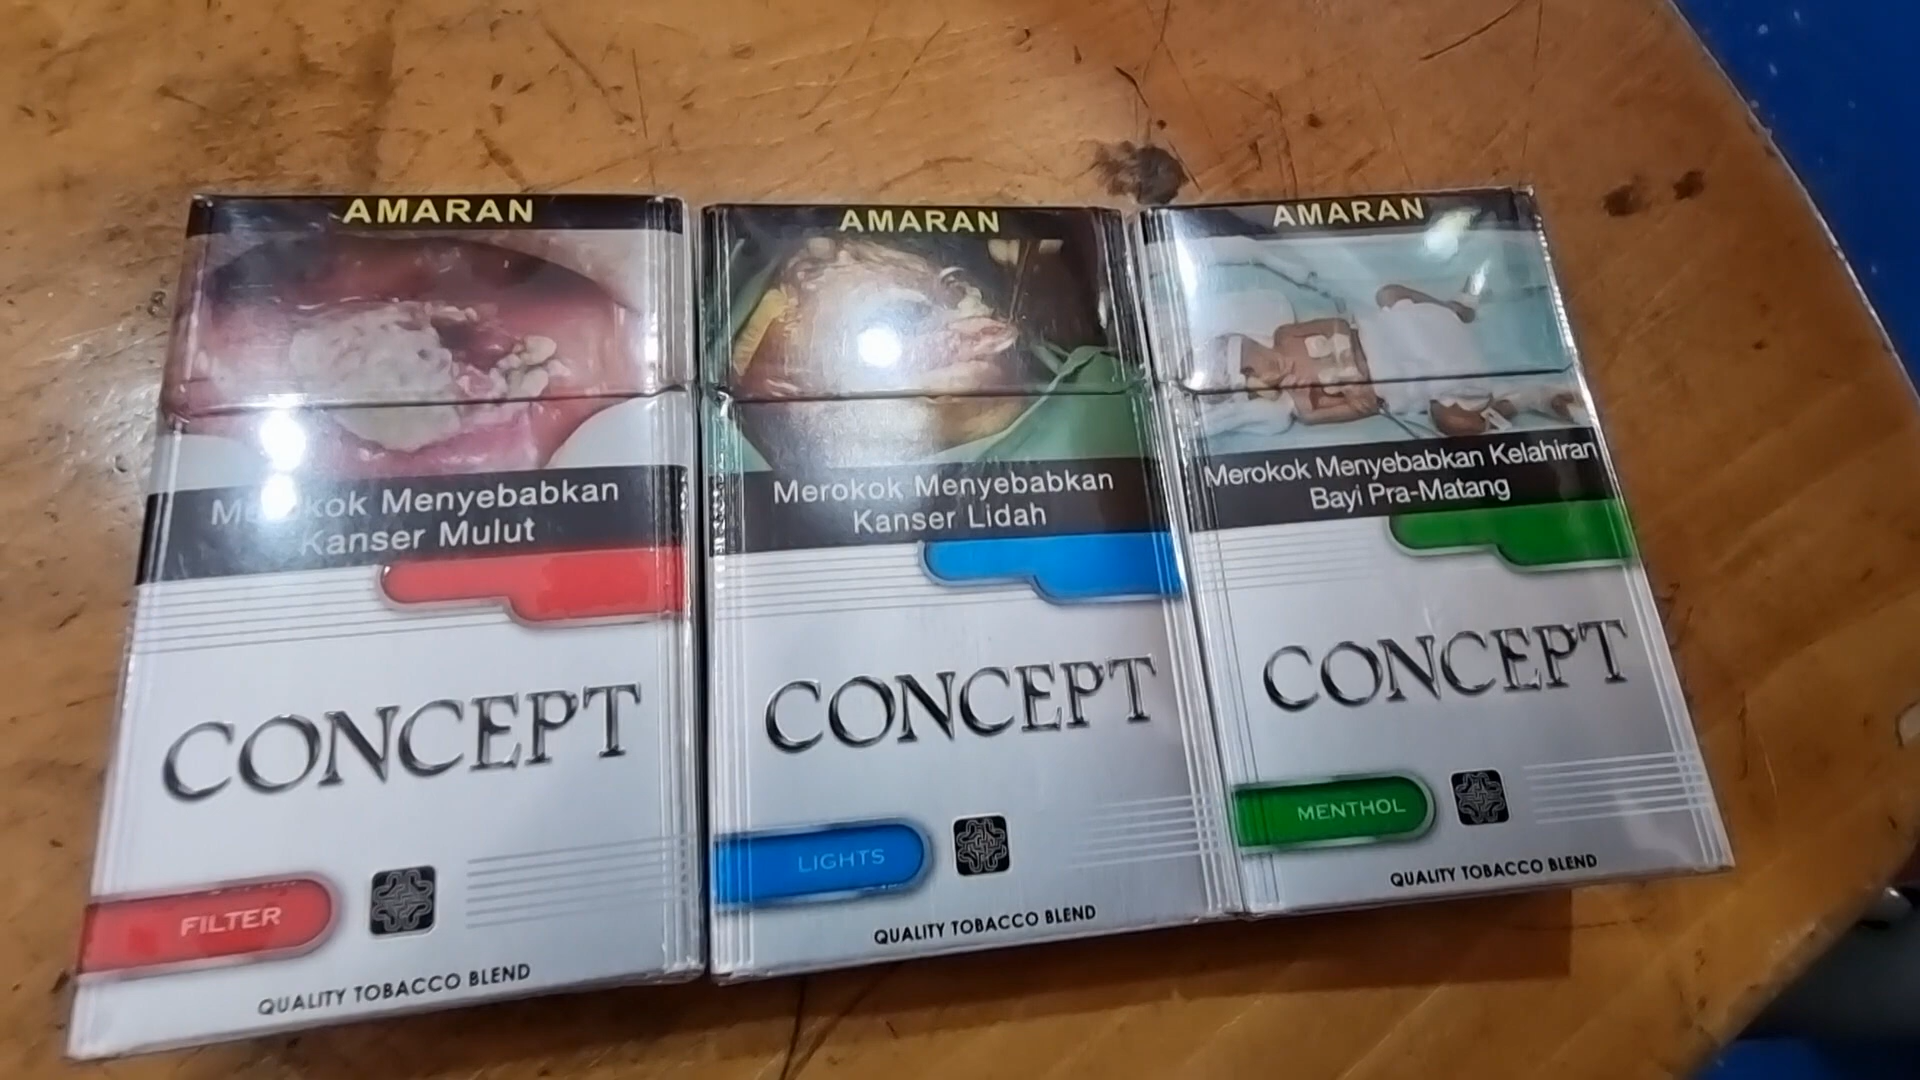 AMARAN
Merokok Menyebabkan
Kanser Mulut
CONCEPT
FILTER
QUALITY TOBACCO BLEND
AMARAN
Merokok Menyebabkan
Kanser Lidah
CONCEPT
LIGHTS
QUALITY TOBACCO BLEND
AMARAN
Merokok Menyebabkan Kelahiran
Bayi Pra-Matang
CONCEPT
MENTHOL
QUALITY TOBACCO BLEND